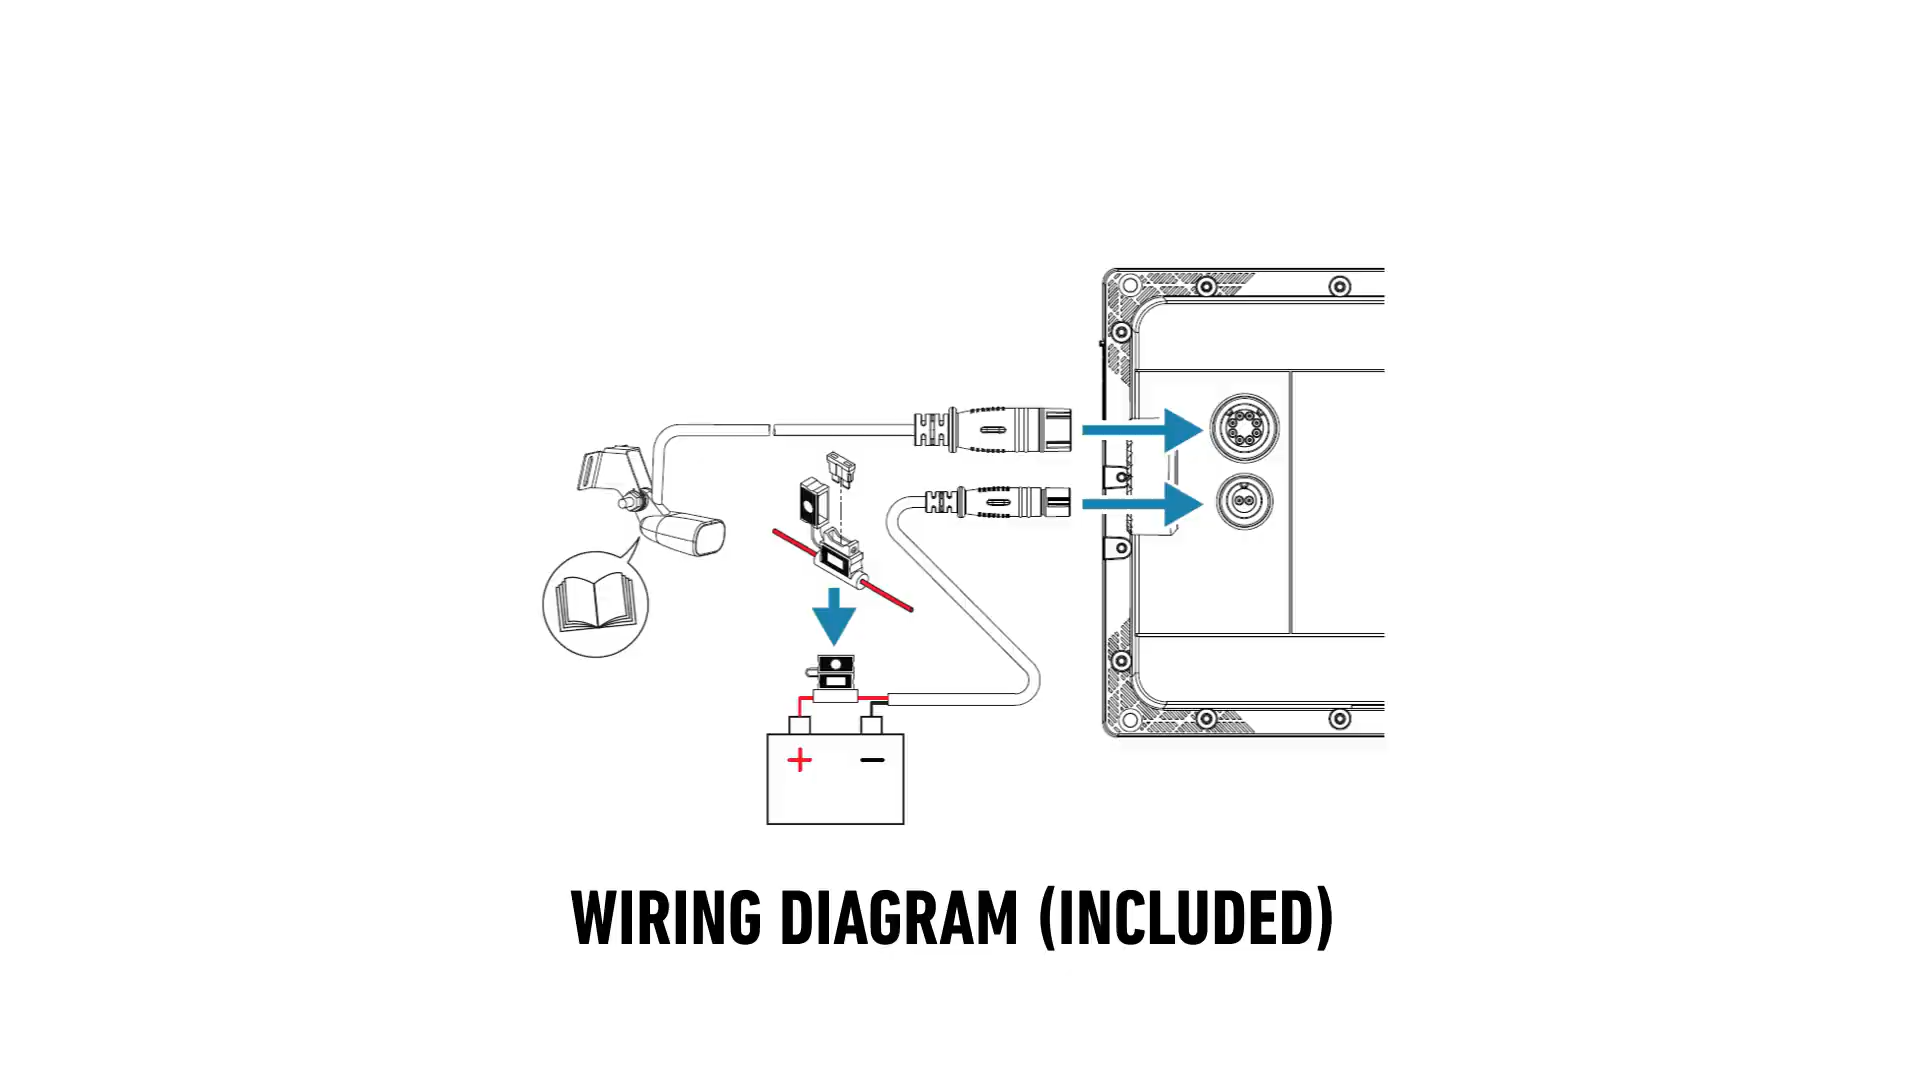 + –
WIRING DIAGRAM (INCLUDED)